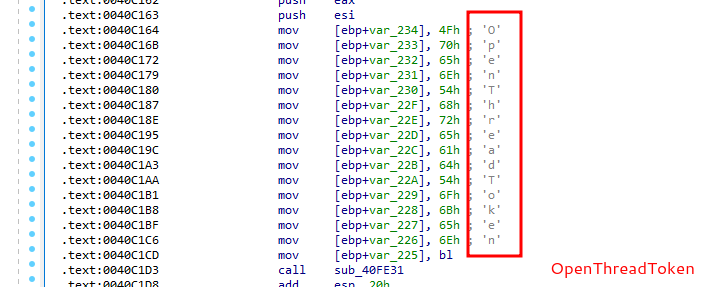 .text:0040C162 push eax
.text:0040C163 push esi
.text:0040C164 mov [ebp+var_234], 4Fh ; 'O'
.text:0040C16B mov [ebp+var_233], 70h ; 'p'
.text:0040C172 mov [ebp+var_232], 65h ; 'e'
.text:0040C179 mov [ebp+var_231], 6Eh ; 'n'
.text:0040C180 mov [ebp+var_230], 54h ; 'T'
.text:0040C187 mov [ebp+var_22F], 68h ; 'h'
.text:0040C18E mov [ebp+var_22E], 72h ; 'r'
.text:0040C195 mov [ebp+var_22D], 65h ; 'e'
.text:0040C19C mov [ebp+var_22C], 61h ; 'a'
.text:0040C1A3 mov [ebp+var_22B], 64h ; 'd'
.text:0040C1AA mov [ebp+var_22A], 54h ; 'T'
.text:0040C1B1 mov [ebp+var_229], 6Fh ; 'o'
.text:0040C1B8 mov [ebp+var_228], 6Bh ; 'k'
.text:0040C1BF mov [ebp+var_227], 65h ; 'e'
.text:0040C1C6 mov [ebp+var_226], 6Eh ; 'n'
.text:0040C1CD mov [ebp+var_225], bl
.text:0040C1D3 call sub_40FE31
OpenThreadToken
.text:0040C1D8 add esp, 20h